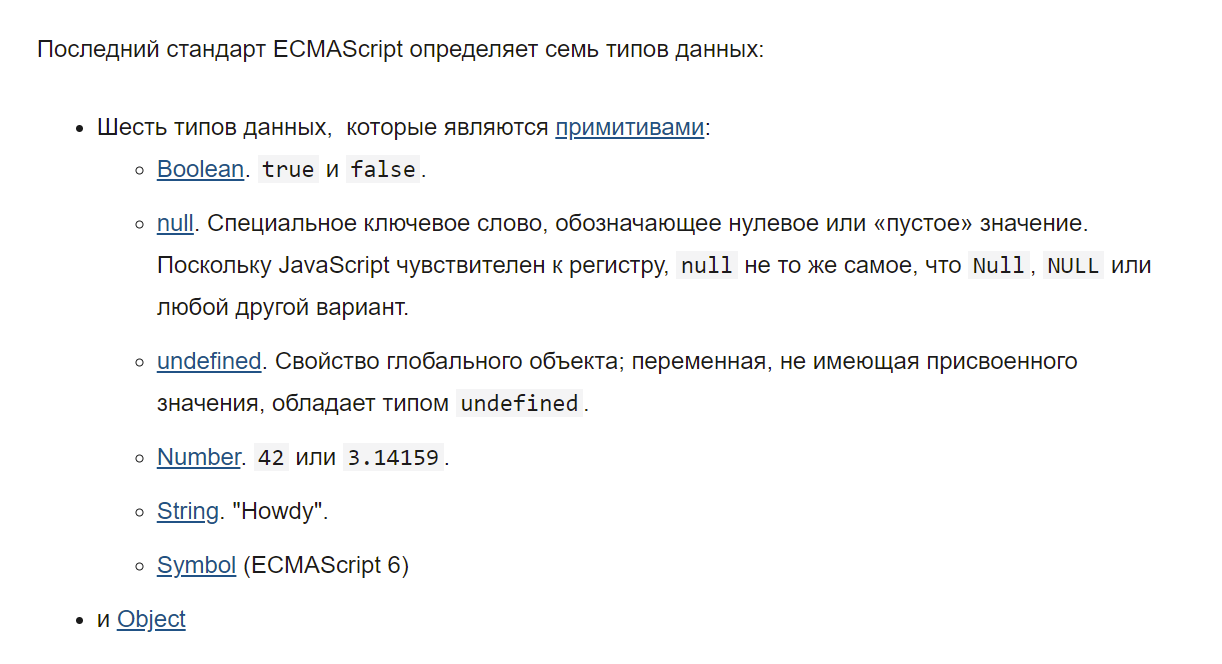 Последний стандарт ECMAScript определяет семь типов данных:
Шесть типов данных, которые являются примитивами:
Boolean. true и false.
null. Специальное ключевое слово, обозначающее нулевое или «пустое» значение.
Поскольку JavaScript чувствителен к регистру, null не то же самое, что Null, NULL или
любой другой вариант.
undefined. Свойство глобального объекта; переменная, не имеющая присвоенного
значения, обладает типом undefined.
Number. 42 или 3.14159.
String. "Howdy".
Symbol (ECMAScript 6)
и Object